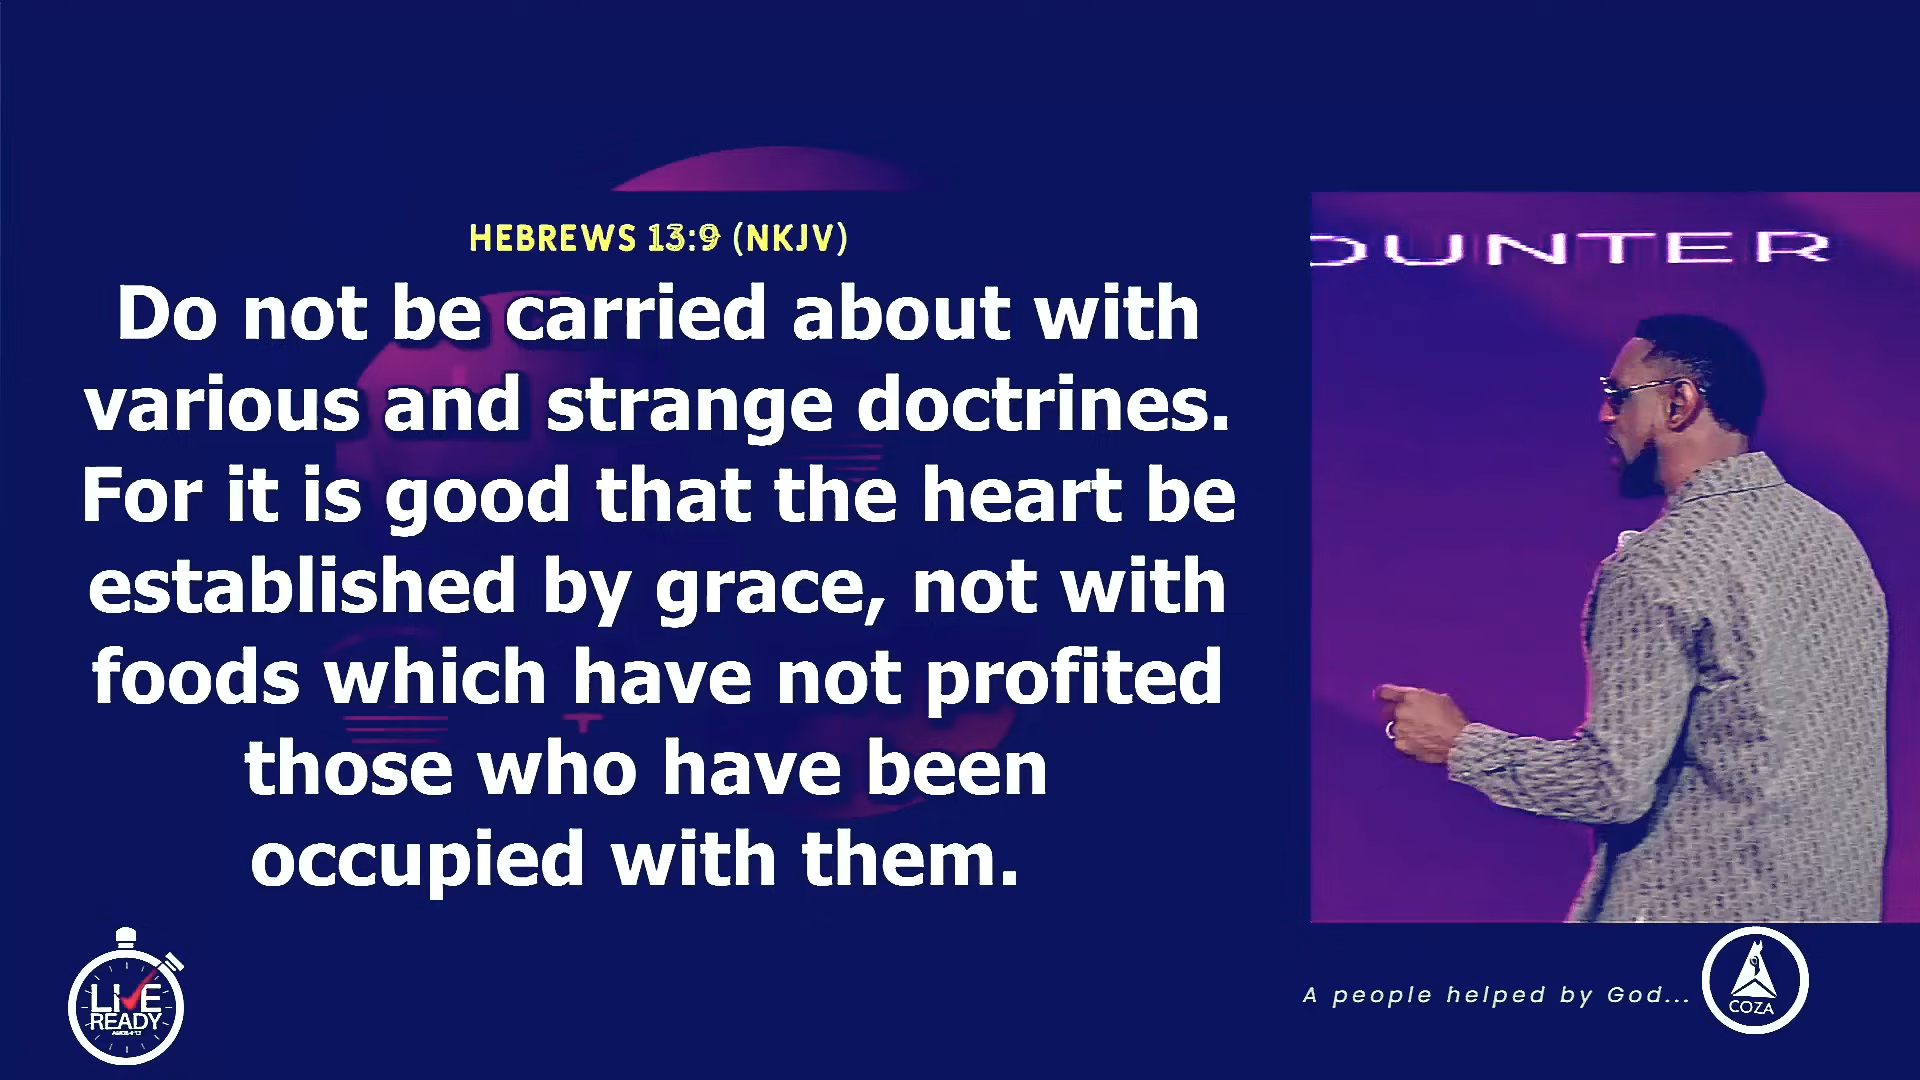 HEBREWS 13:9 (NKJV)
Do not be carried about with
various and strange doctrines.
For it is good that the heart be
established by grace, not with
foods which have not profited
those who have been
occupied with them.
OUNTER
LIVE
READY
A people helped by God...
COZA